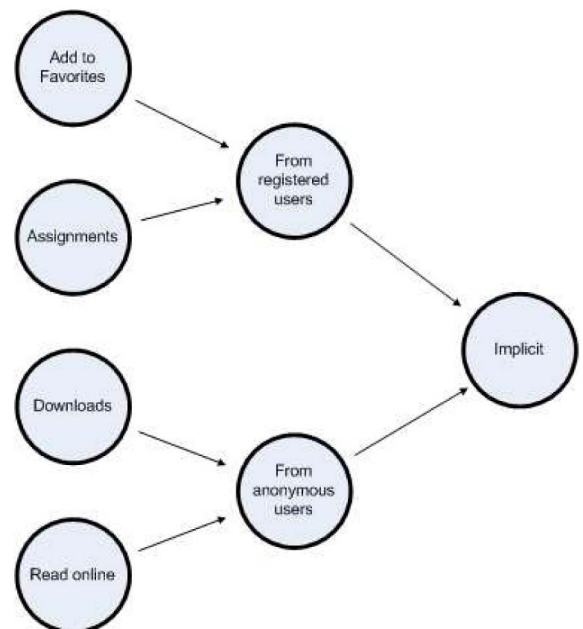 Add to
Favorites
From
registered
users
Assignments
Implicit
Downloads
From
anonymous
users
Read online